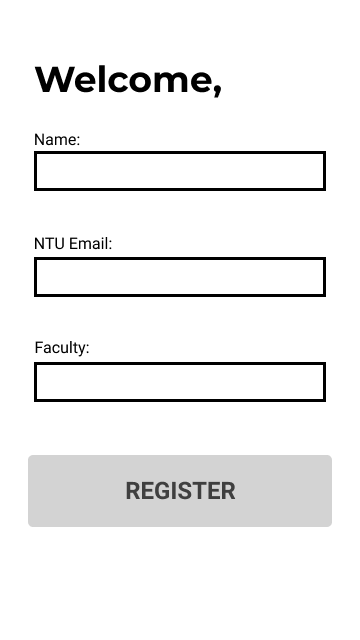 Welcome,
Name:
NTU Email:
Faculty:
REGISTER